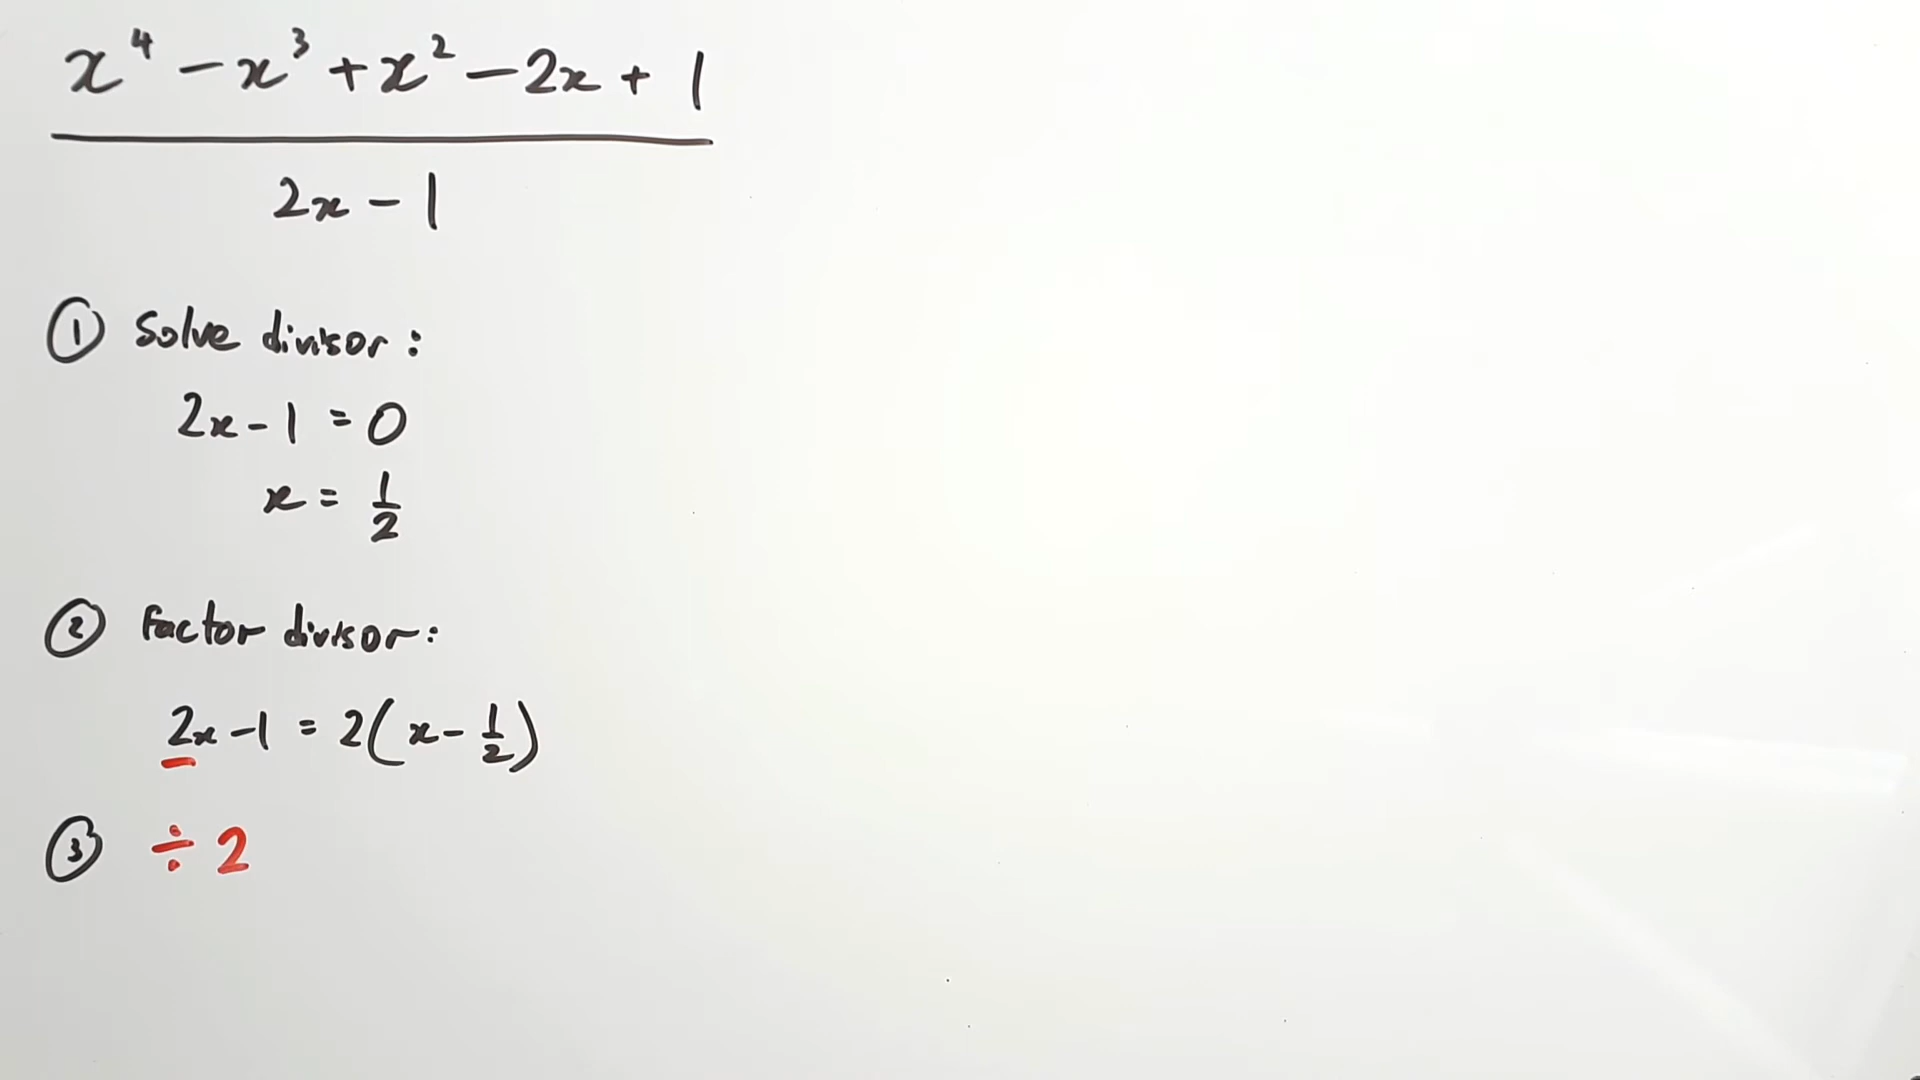 x⁴ − x³ + x² − 2x + 1
2x − 1
① Solve divisor:
2x − 1 = 0
x = 1/2
② Factor divisor:
2x − 1 = 2(x − 1/2)
③ ÷ 2